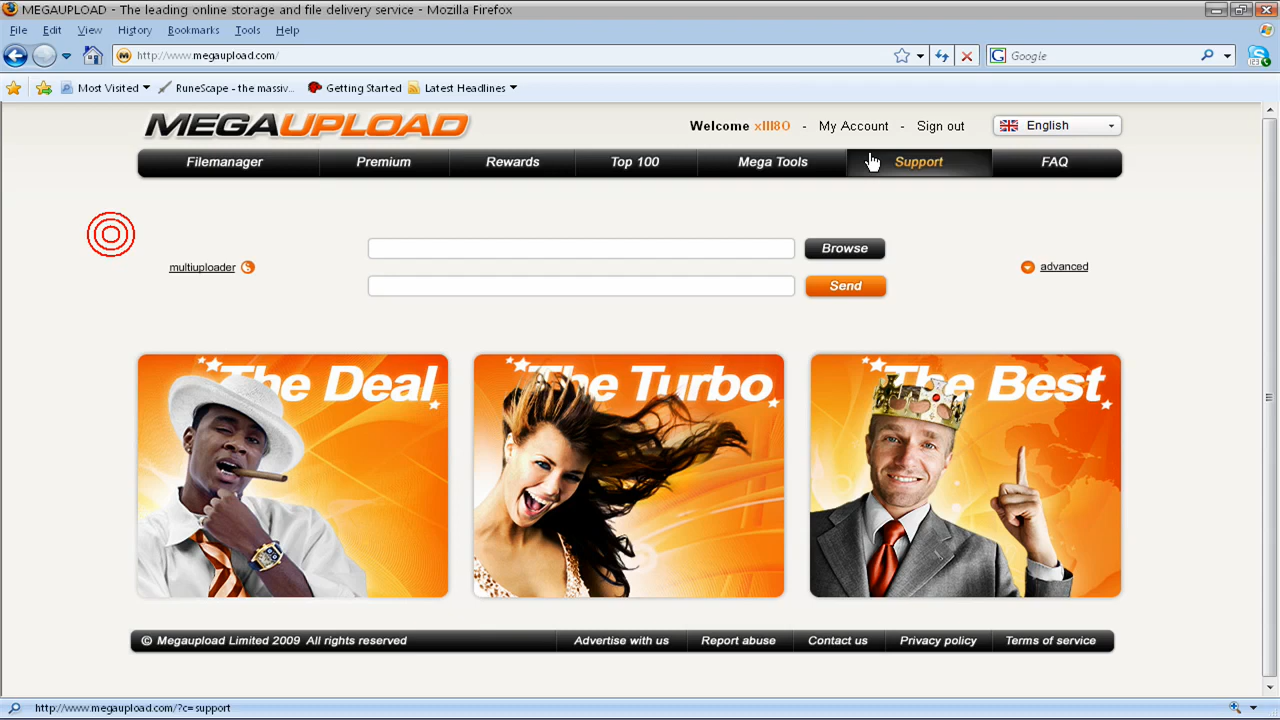 MEGAUPLOAD - The leading online storage and file delivery service - Mozilla Firefox
File Edit View History Bookmarks Tools Help
http://www.megaupload.com/
G Google
Most Visited RuneScape - the massiv... Getting Started Latest Headlines
MEGAUPLOAD
Welcome xIII8O - My Account - Sign out English
Filemanager Premium Rewards Top 100 Mega Tools Support FAQ
Browse
multiuploader advanced
Send
The Deal The Turbo The Best
© Megaupload Limited 2009 All rights reserved Advertise with us Report abuse Contact us Privacy policy Terms of service
http://www.megaupload.com/?c=support